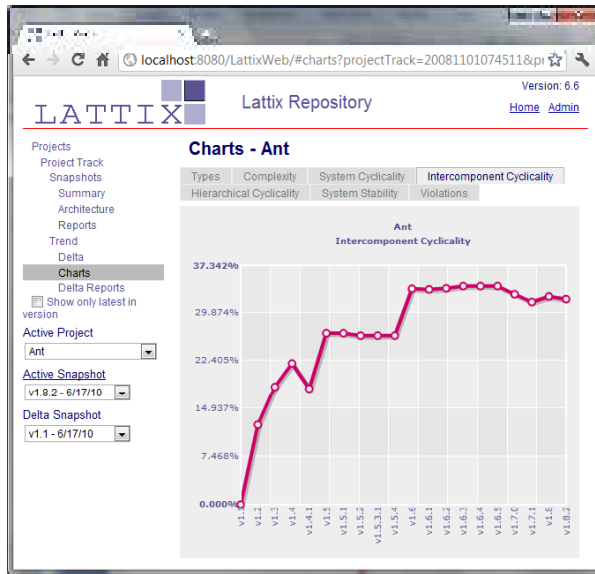 localhost:8080/LattixWeb/#charts?projectTrack=20081101074511&pr
Version: 6.6
LATTIX
Lattix Repository
Home Admin
Projects
Project Track
Snapshots
Summary
Architecture
Reports
Trend
Delta
Charts
Delta Reports
Show only latest in
version
Active Project
Ant
Active Snapshot
v1.8.2 - 6/17/10
Delta Snapshot
v1.1 - 6/17/10
Charts - Ant
Types Complexity System Cyclicality Intercomponent Cyclicality
Hierarchical Cyclicality System Stability Violations
Ant
Intercomponent Cyclicality
37.342%
29.874%
22.405%
14.937%
7.468%
0.000%
v1.2
v1.3
v1.4
v1.4.1
v1.5
v1.5.1
v1.5.2
v1.5.3.1
v1.5.4
v1.6
v1.6.1
v1.6.2
v1.6.3
v1.6.4
v1.6.5
v1.7.0
v1.7.1
v1.8
v1.8.2